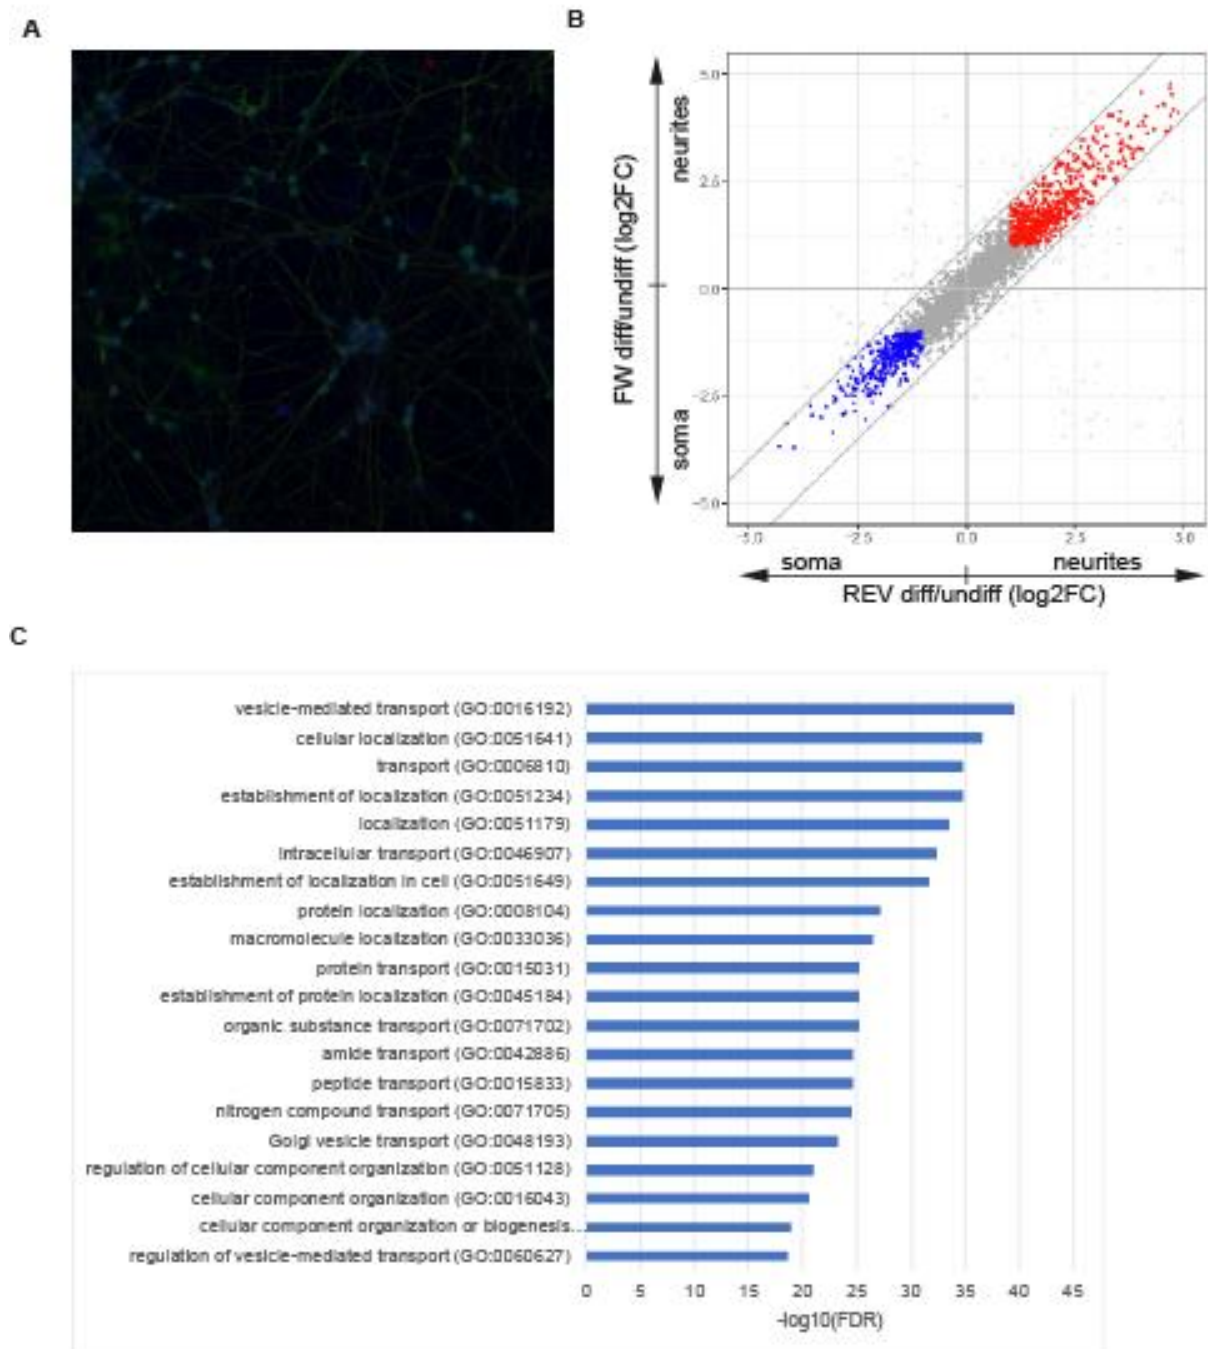 A
B
neurites
FW diff/undiff (log2FC)
soma
5.0
2.5
0.0
-2.5
-5.0
-5.0
-2.5
0.0
2.5
5.0
soma
neurites
REV diff/undiff (log2FC)
C
vesicle-mediated transport (GO:0016192)
cellular localization (GO:0051641)
transport (GO:0006810)
establishment of localization (GO:0051234)
localization (GO:0051179)
intracellular transport (GO:0046907)
establishment of localization in cell (GO:0051649)
protein localization (GO:0008104)
macromolecule localization (GO:0033036)
protein transport (GO:0015031)
establishment of protein localization (GO:0045184)
organic substance transport (GO:0071702)
amide transport (GO:0042886)
peptide transport (GO:0015833)
nitrogen compound transport (GO:0071705)
Golgi vesicle transport (GO:0048193)
regulation of cellular component organization (GO:0051128)
cellular component organization (GO:0016043)
cellular component organization or biogenesis...
regulation of vesicle-mediated transport (GO:0060627)
0 5 10 15 20 25 30 35 40 45
-log10(FDR)